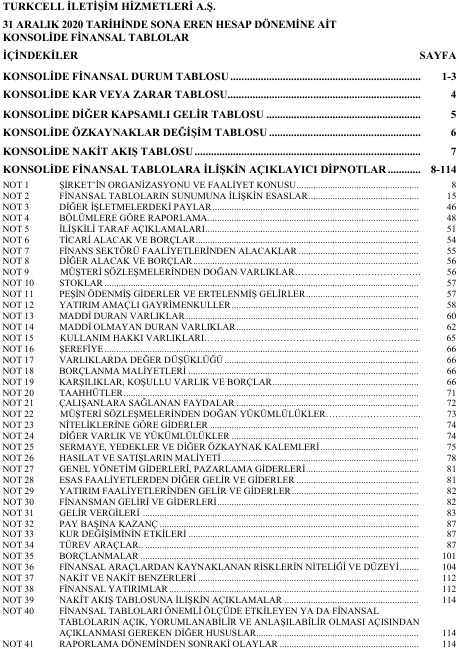 TURKCELL İLETİŞİM HİZMETLERİ A.Ş.
31 ARALIK 2020 TARİHİNDE SONA EREN HESAP DÖNEMİNE AİT
KONSOLİDE FİNANSAL TABLOLAR
İÇİNDEKİLER SAYFA
KONSOLİDE FİNANSAL DURUM TABLOSU ........ 1-3
KONSOLİDE KAR VEYA ZARAR TABLOSU........ 4
KONSOLİDE DİĞER KAPSAMLI GELİR TABLOSU ........ 5
KONSOLİDE ÖZKAYNAKLAR DEĞİŞİM TABLOSU ........ 6
KONSOLİDE NAKİT AKIŞ TABLOSU ........ 7
KONSOLİDE FİNANSAL TABLOLARA İLİŞKİN AÇIKLAYICI DİPNOTLAR ........ 8-114
NOT 1 ŞİRKET'İN ORGANİZASYONU VE FAALİYET KONUSU ........ 8
NOT 2 FİNANSAL TABLOLARIN SUNUMUNA İLİŞKİN ESASLAR ........ 15
NOT 3 DİĞER İŞLETMELERDEKİ PAYLAR ........ 46
NOT 4 BÖLÜMLERE GÖRE RAPORLAMA ........ 48
NOT 5 İLİŞKİLİ TARAF AÇIKLAMALARI ........ 51
NOT 6 TİCARİ ALACAK VE BORÇLAR ........ 54
NOT 7 FİNANS SEKTÖRÜ FAALİYETLERİNDEN ALACAKLAR ........ 55
NOT 8 DİĞER ALACAK VE BORÇLAR ........ 56
NOT 9 MÜŞTERİ SÖZLEŞMELERİNDEN DOĞAN VARLIKLAR ........ 56
NOT 10 STOKLAR ........ 57
NOT 11 PEŞİN ÖDENMİŞ GİDERLER VE ERTELENMİŞ GELİRLER ........ 57
NOT 12 YATIRIM AMAÇLI GAYRİMENKULLER ........ 58
NOT 13 MADDİ DURAN VARLIKLAR ........ 60
NOT 14 MADDİ OLMAYAN DURAN VARLIKLAR ........ 62
NOT 15 KULLANIM HAKKI VARLIKLARI ........ 65
NOT 16 ŞEREFİYE ........ 66
NOT 17 VARLIKLARDA DEĞER DÜŞÜKLÜĞÜ ........ 66
NOT 18 BORÇLANMA MALİYETLERİ ........ 66
NOT 19 KARŞILIKLAR, KOŞULLU VARLIK VE BORÇLAR ........ 66
NOT 20 TAAHHÜTLER ........ 71
NOT 21 ÇALIŞANLARA SAĞLANAN FAYDALAR ........ 72
NOT 22 MÜŞTERİ SÖZLEŞMELERİNDEN DOĞAN YÜKÜMLÜLÜKLER ........ 73
NOT 23 NİTELİKLERİNE GÖRE GİDERLER ........ 74
NOT 24 DİĞER VARLIK VE YÜKÜMLÜLÜKLER ........ 74
NOT 25 SERMAYE, YEDEKLER VE DİĞER ÖZKAYNAK KALEMLERİ ........ 75
NOT 26 HASILAT VE SATIŞLARIN MALİYETİ ........ 78
NOT 27 GENEL YÖNETİM GİDERLERİ, PAZARLAMA GİDERLERİ ........ 81
NOT 28 ESAS FAALİYETLERDEN DİĞER GELİR VE GİDERLER ........ 81
NOT 29 YATIRIM FAALİYETLERİNDEN GELİR VE GİDERLER ........ 82
NOT 30 FİNANSMAN GELİRİ VE GİDERLERİ ........ 82
NOT 31 GELİR VERGİLERİ ........ 83
NOT 32 PAY BAŞINA KAZANÇ ........ 87
NOT 33 KUR DEĞİŞİMİNİN ETKİLERİ ........ 87
NOT 34 TÜREV ARAÇLAR ........ 87
NOT 35 BORÇLANMALAR ........ 101
NOT 36 FİNANSAL ARAÇLARDAN KAYNAKLANAN RİSKLERİN NİTELİĞİ VE DÜZEYİ ........ 104
NOT 37 NAKİT VE NAKİT BENZERLERİ ........ 112
NOT 38 FİNANSAL YATIRIMLAR ........ 112
NOT 39 NAKİT AKIŞ TABLOSUNA İLİŞKİN AÇIKLAMALAR ........ 114
NOT 40 FİNANSAL TABLOLARI ÖNEMLİ ÖLÇÜDE ETKİLEYEN YA DA FİNANSAL
TABLOLARIN AÇIK, YORUMLANABİLİR VE ANLAŞILABİLİR OLMASI AÇISINDAN
AÇIKLANMASI GEREKEN DİĞER HUSUSLAR ........ 114
NOT 41 RAPORLAMA DÖNEMİNDEN SONRAKİ OLAYLAR ........ 114